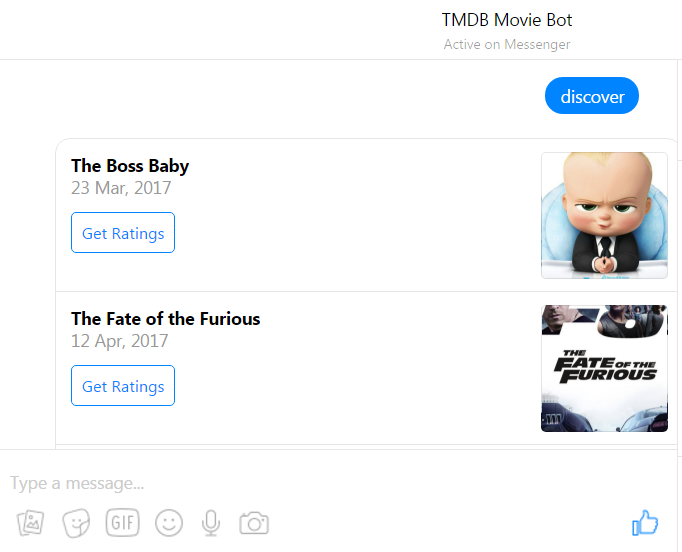 TMDB Movie Bot
Active on Messenger
discover
The Boss Baby
23 Mar, 2017
Get Ratings
The Fate of the Furious
12 Apr, 2017
Get Ratings
THE
FATE OF THE
FURIOUS
Type a message...
GIF